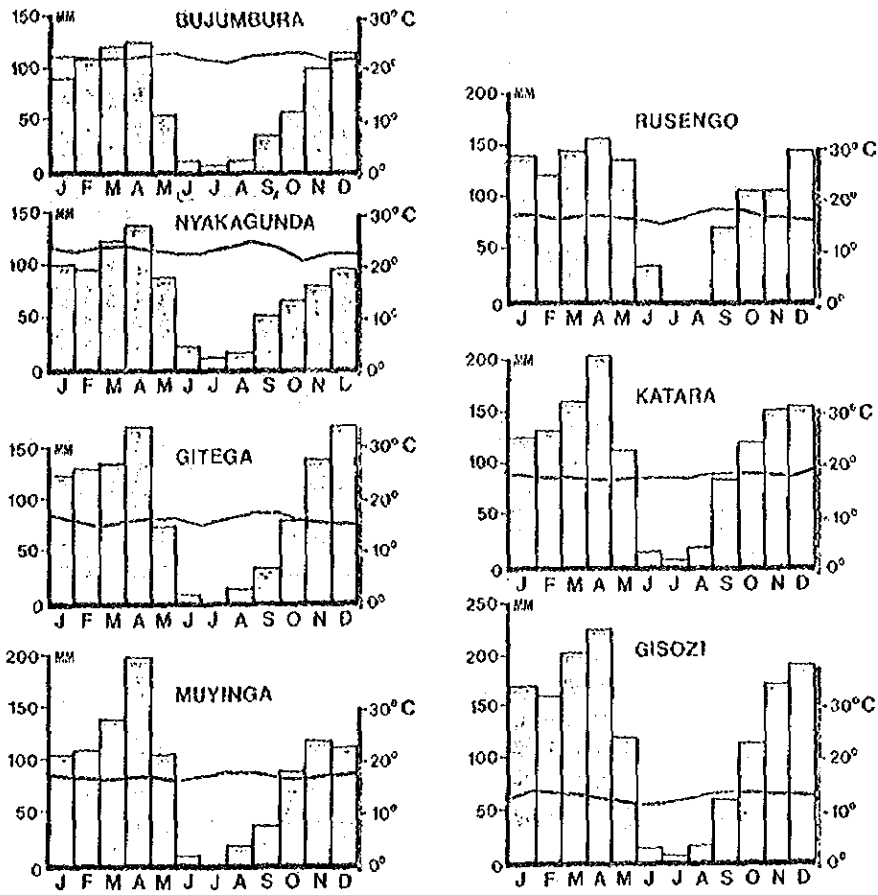 150 MM BUJUMBURA 30°C
100 20°
50 10°
0 0°
J F M A M J J A S O N D
150 MM NYAKAGUNDA 30°C
100 20°
50 10°
0 0°
J F M A M J J A S O N D
150 MM GITEGA 30°C
100 20°
50 10°
0 0°
J F M A M J J A S O N D
200 MM
150 MUYINGA 30°C
100 20°
50 10°
0 0°
J F M A M J J A S O N D
200 MM RUSENGO
150 30°C
100 20°
50 10°
0 0°
J F M A M J J A S O N D
200 MM KATARA
150 30°C
100 20°
50 10°
0 0°
J F M A M J J A S O N D
250 MM
200 GISOZI
150 30°C
100 20°
50 10°
0 0°
J F M A M J J A S O N D